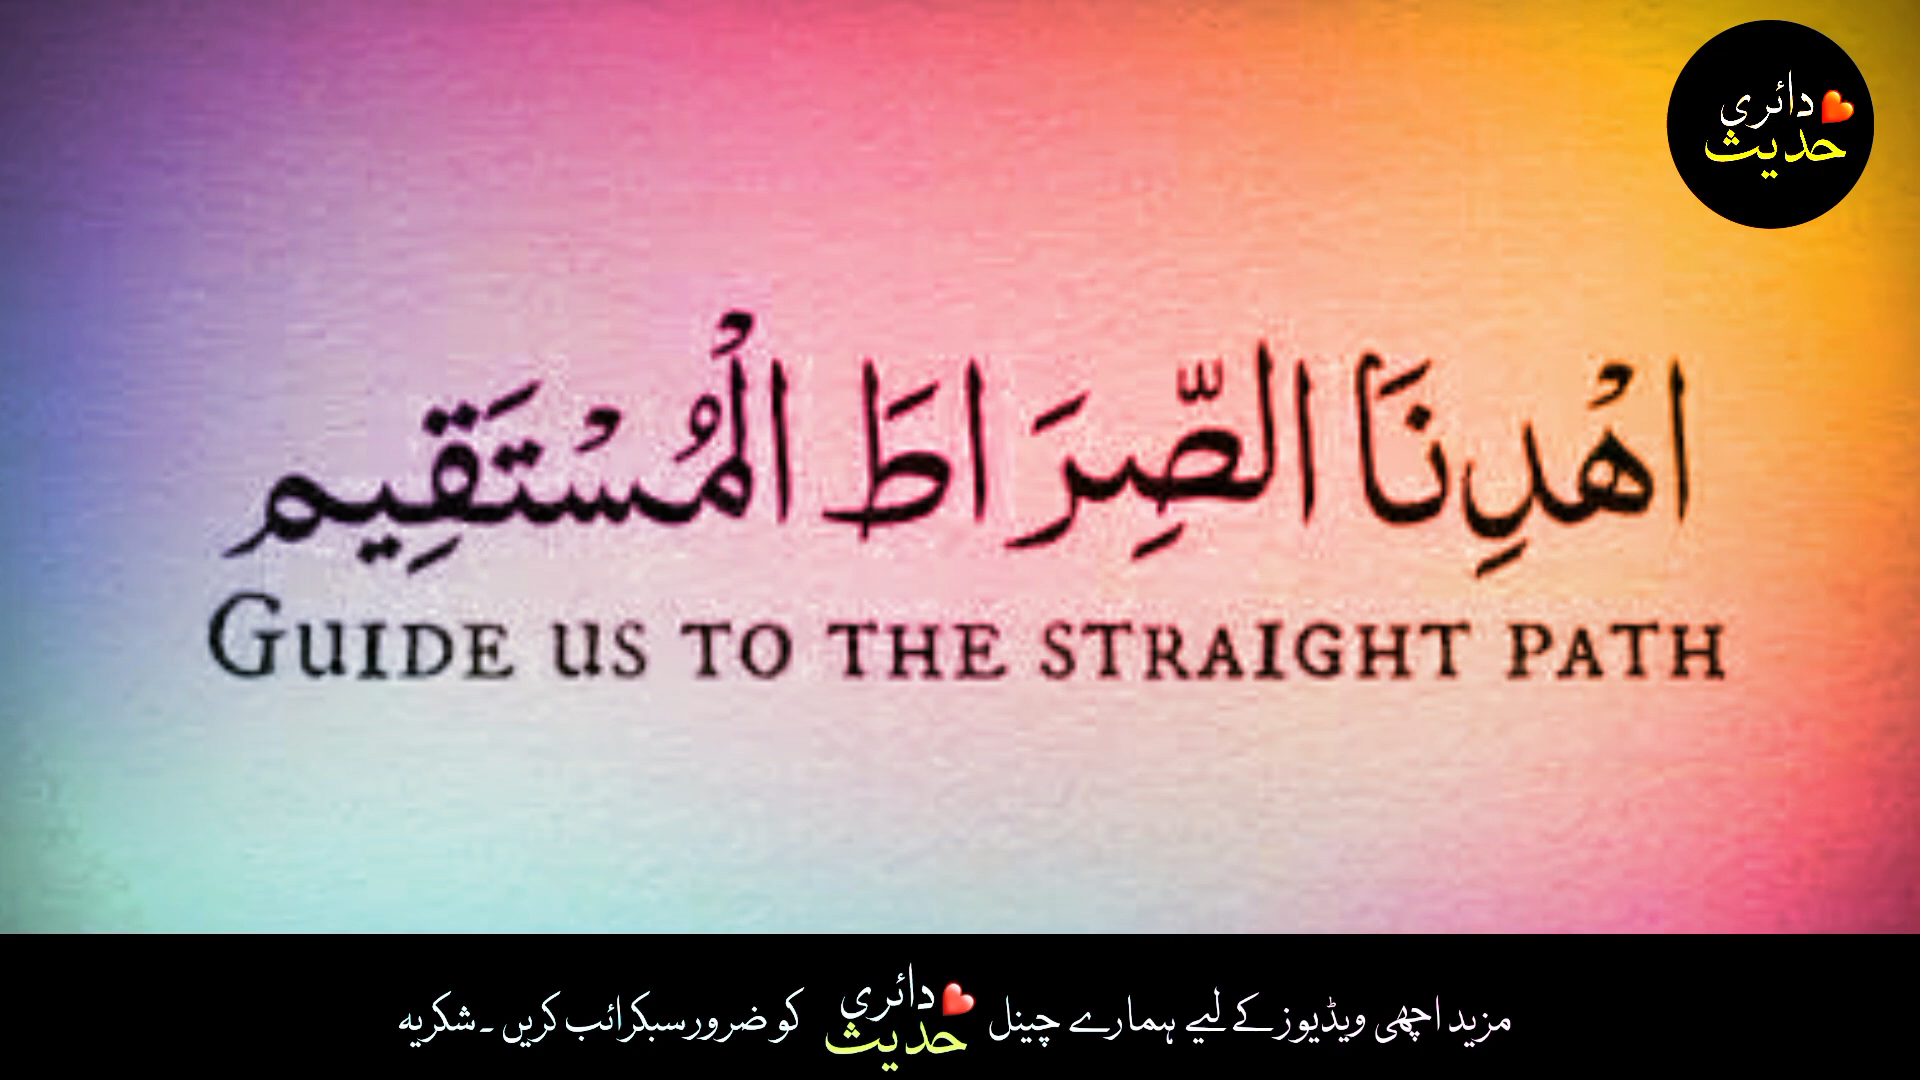 دائری
حدیث
اهْدِنَا الصِّرَاطَ الْمُسْتَقِيم
GUIDE US TO THE STRAIGHT PATH
مزید اچھی ویڈیوز کے لیے ہمارے چینل دائری حدیث کو ضرور سبکرائب کریں ۔ شکریہ